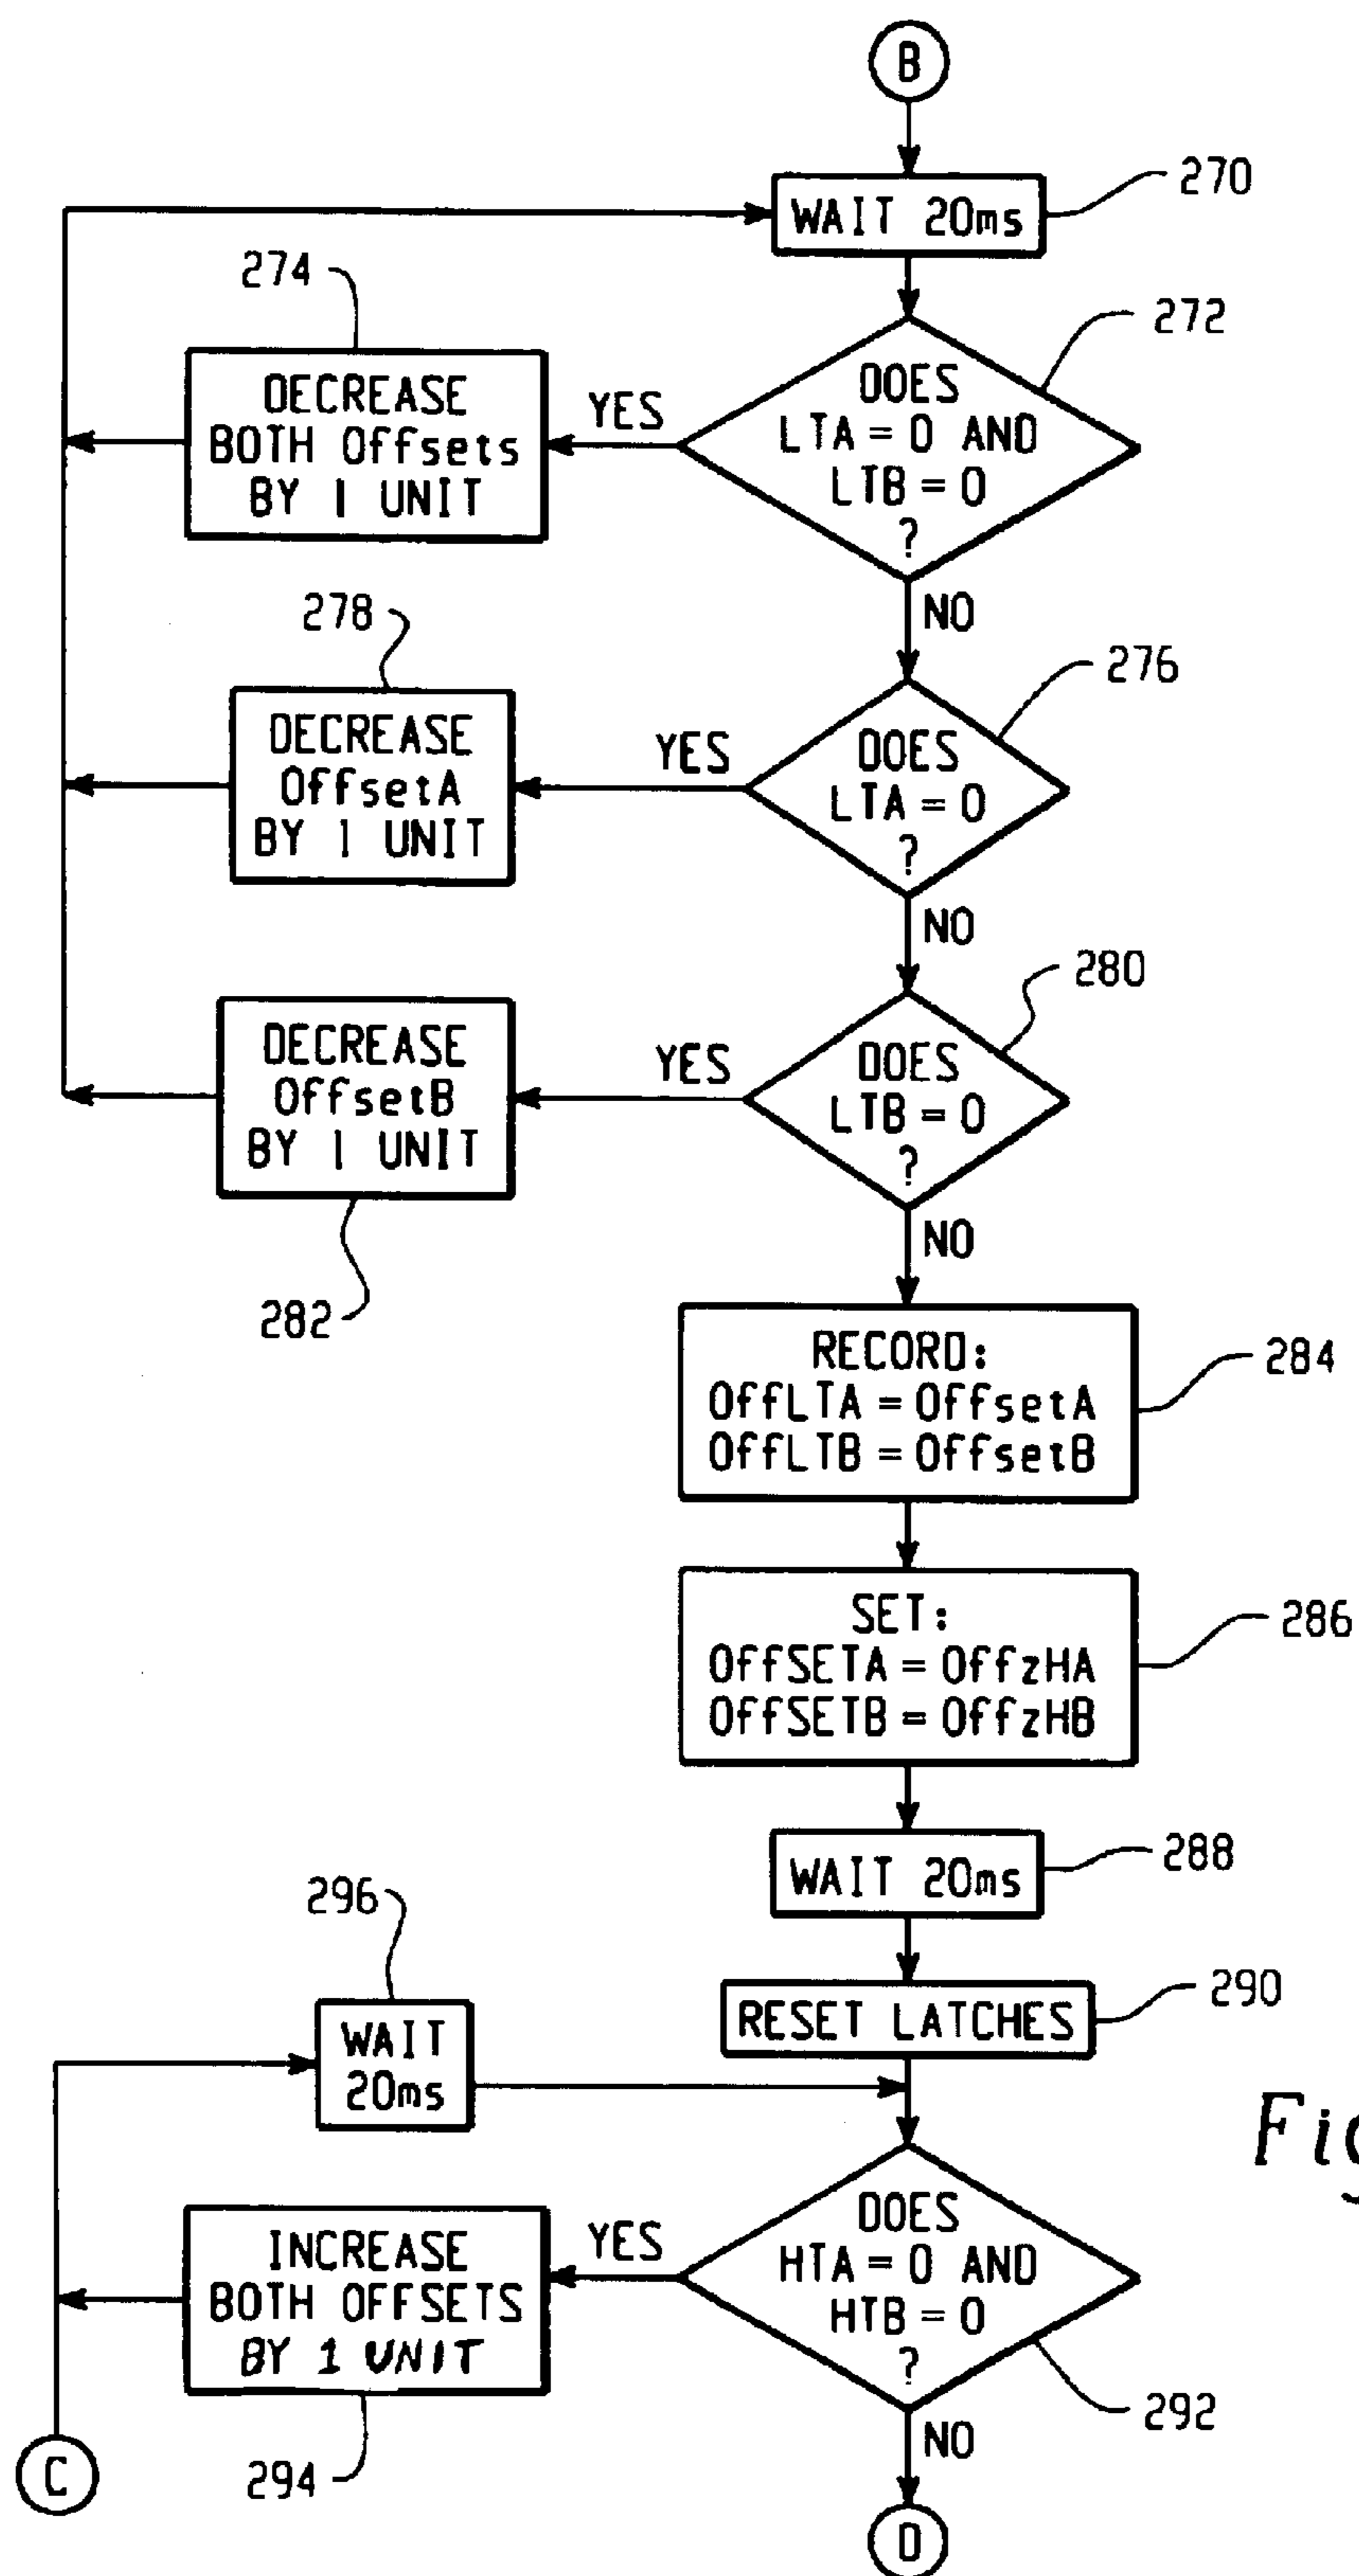 B
WAIT 20ms
270
274
272
DECREASE
BOTH Offsets
BY 1 UNIT
YES
DOES
LTA = 0 AND
LTB = 0
?
NO
278
276
DECREASE
OffsetA
BY 1 UNIT
YES
DOES
LTA = 0
?
NO
280
DECREASE
OffsetB
BY 1 UNIT
YES
DOES
LTB = 0
?
NO
282
RECORD:
OffLTA = OffsetA
OffLTB = OffsetB
284
SET:
OffSETA = OffzHA
OffSETB = OffzHB
286
WAIT 20ms
288
296
WAIT
20ms
RESET LATCHES
290
INCREASE
BOTH OFFSETS
BY 1 UNIT
YES
DOES
HTA = 0 AND
HTB = 0
?
292
NO
294
C
D